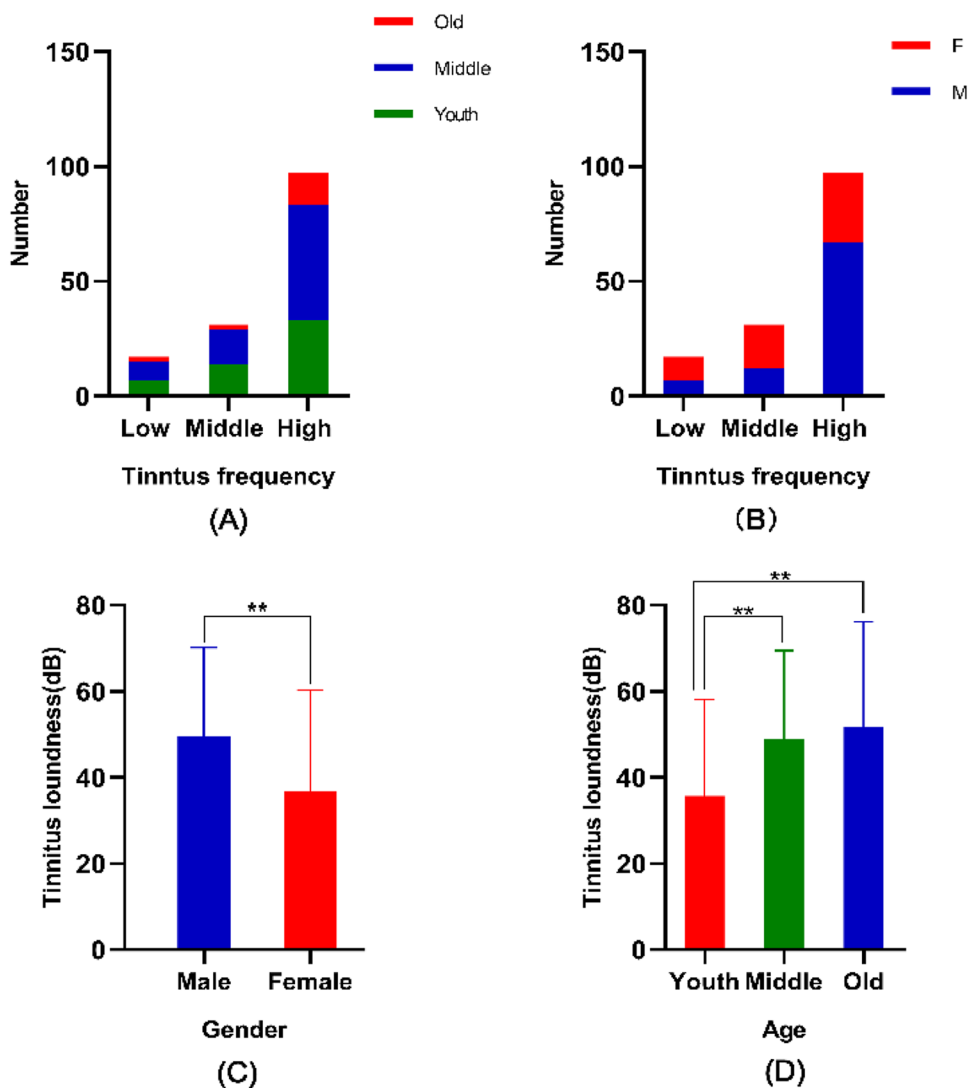 Old
Middle
Youth
150
100
50
0
Number
Low Middle High
Tinntus frequency
(A)
F
M
150
100
50
0
Number
Low Middle High
Tinntus frequency
(B)
**
80
60
40
20
0
Tinnitus loundness(dB)
Male Female
Gender
(C)
**
**
80
60
40
20
0
Tinnitus loundness(dB)
Youth Middle Old
Age
(D)